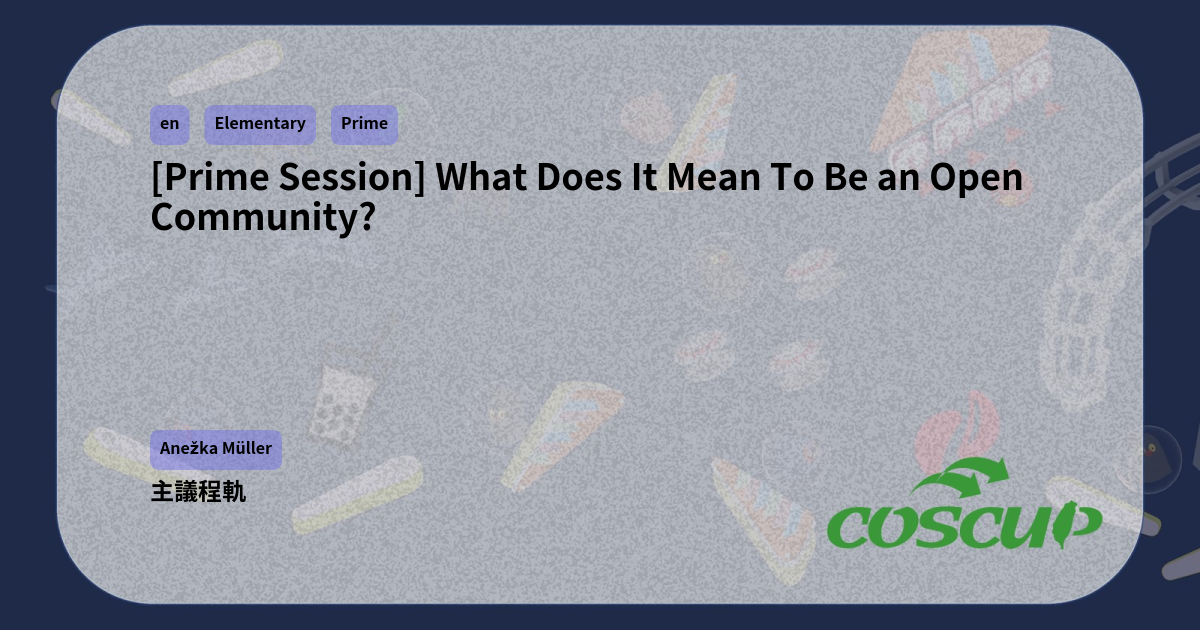 en Elementary Prime
[Prime Session] What Does It Mean To Be an Open
Community?
Anežka Müller
主議程軌
COSCUP